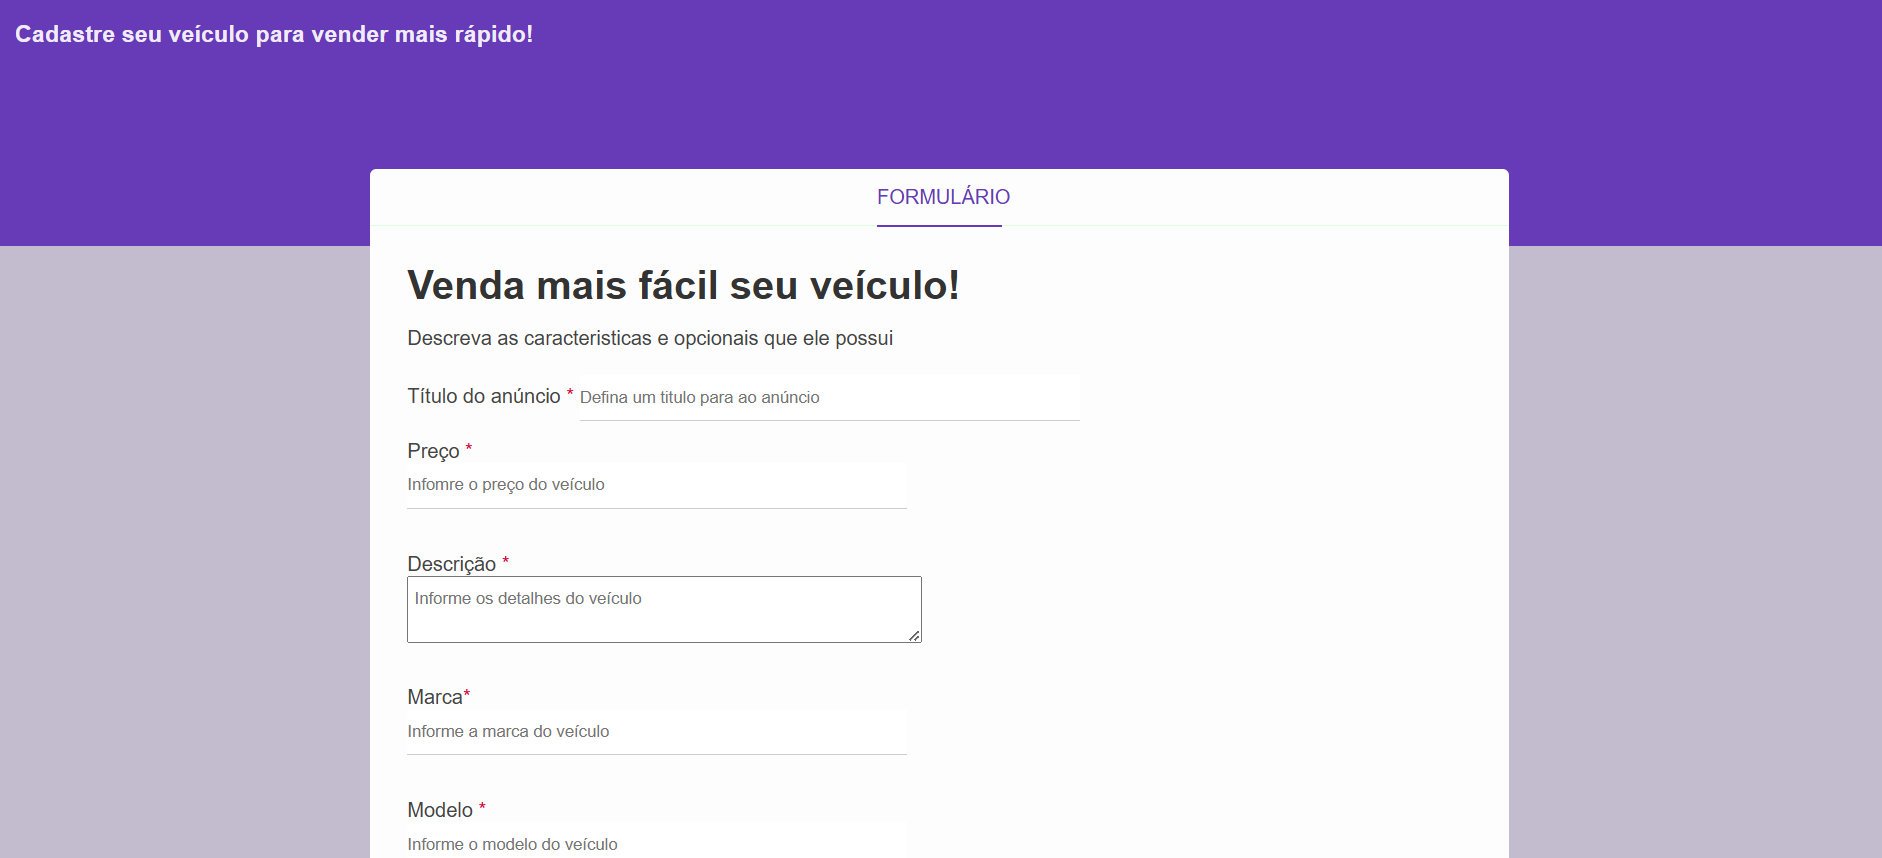 Cadastre seu veículo para vender mais rápido!
FORMULÁRIO
Venda mais fácil seu veículo!
Descreva as caracteristicas e opcionais que ele possui
Título do anúncio * Defina um titulo para ao anúncio
Preço *
Infomre o preço do veículo
Descrição *
Informe os detalhes do veículo
Marca*
Informe a marca do veículo
Modelo *
Informe o modelo do veículo